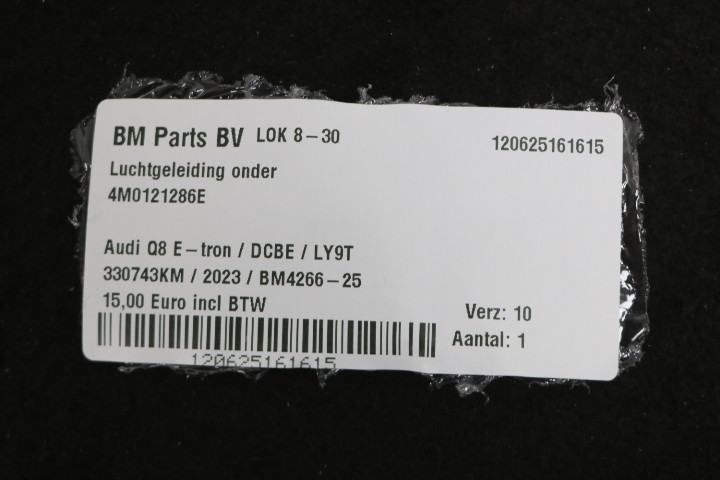 BM Parts BV LOK 8-30 120625161615
Luchtgeleiding onder
4M0121286E
Audi Q8 E-tron / DCBE / LY9T
330743KM / 2023 / BM4266-25
15,00 Euro incl BTW
Verz: 10
Aantal: 1
120625161615